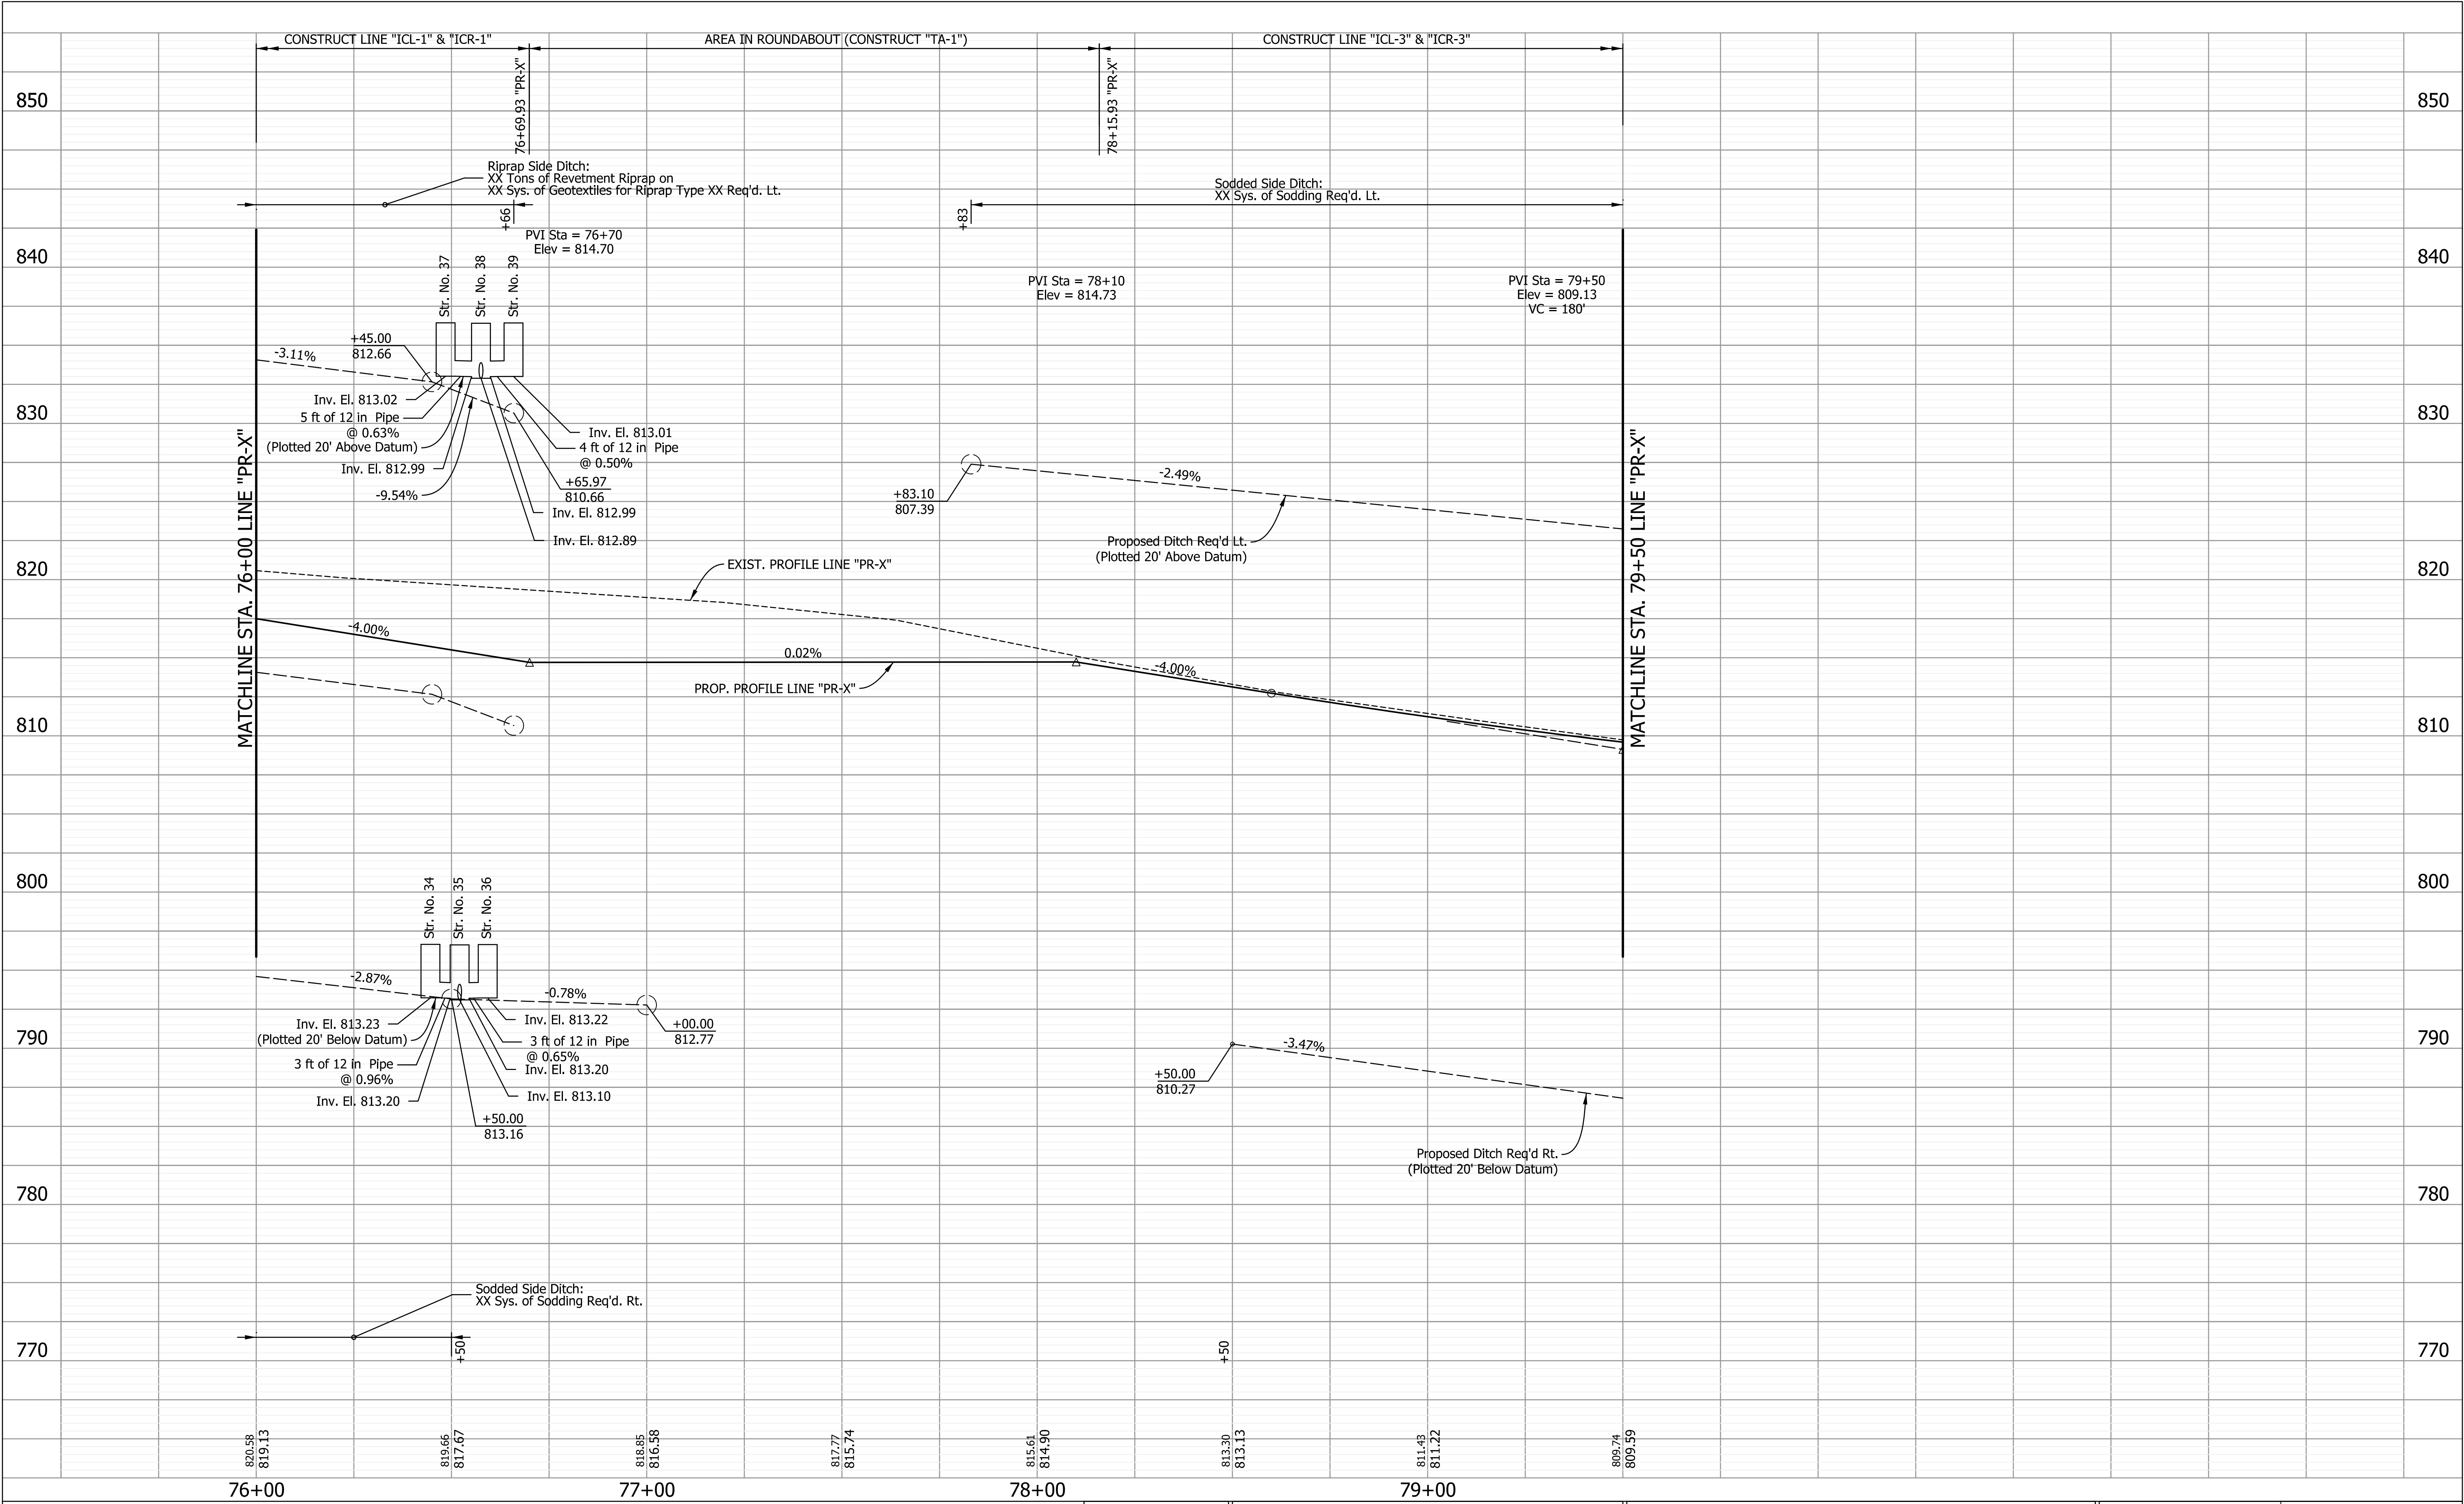 CONSTRUCT LINE "ICL-1" & "ICR-1"
AREA IN ROUNDABOUT (CONSTRUCT "TA-1")
CONSTRUCT LINE "ICL-3" & "ICR-3"
76+69.93 "PR-X"
78+15.93 "PR-X"
850
850
Riprap Side Ditch:
XX Tons of Revetment Riprap on
XX Sys. of Geotextiles for Riprap Type XX Req'd. Lt.
+66
Sodded Side Ditch:
XX Sys. of Sodding Req'd. Lt.
+83
PVI Sta = 76+70
Elev = 814.70
840
840
Str. No. 37
Str. No. 38
Str. No. 39
PVI Sta = 78+10
Elev = 814.73
PVI Sta = 79+50
Elev = 809.13
VC = 180'
-3.11%
+45.00
812.66
Inv. El. 813.02
5 ft of 12 in Pipe
@ 0.63%
(Plotted 20' Above Datum)
Inv. El. 812.99
-9.54%
Inv. El. 813.01
4 ft of 12 in Pipe
@ 0.50%
+65.97
810.66
Inv. El. 812.99
Inv. El. 812.89
830
830
+83.10
807.39
-2.49%
Proposed Ditch Req'd Lt.
(Plotted 20' Above Datum)
MATCHLINE STA. 76+00 LINE "PR-X"
MATCHLINE STA. 79+50 LINE "PR-X"
820
820
EXIST. PROFILE LINE "PR-X"
-4.00%
0.02%
-4.00%
PROP. PROFILE LINE "PR-X"
810
810
800
800
Str. No. 34
Str. No. 35
Str. No. 36
-2.87%
-0.78%
Inv. El. 813.23
(Plotted 20' Below Datum)
3 ft of 12 in Pipe
@ 0.96%
Inv. El. 813.20
Inv. El. 813.22
3 ft of 12 in Pipe
@ 0.65%
Inv. El. 813.20
Inv. El. 813.10
+50.00
813.16
+00.00
812.77
790
790
+50.00
810.27
-3.47%
Proposed Ditch Req'd Rt.
(Plotted 20' Below Datum)
780
780
Sodded Side Ditch:
XX Sys. of Sodding Req'd. Rt.
+50
+50
770
770
820.58
819.13
819.66
817.67
818.85
816.58
817.77
815.74
815.61
814.90
813.30
813.13
811.43
811.22
809.74
809.59
76+00
77+00
78+00
79+00